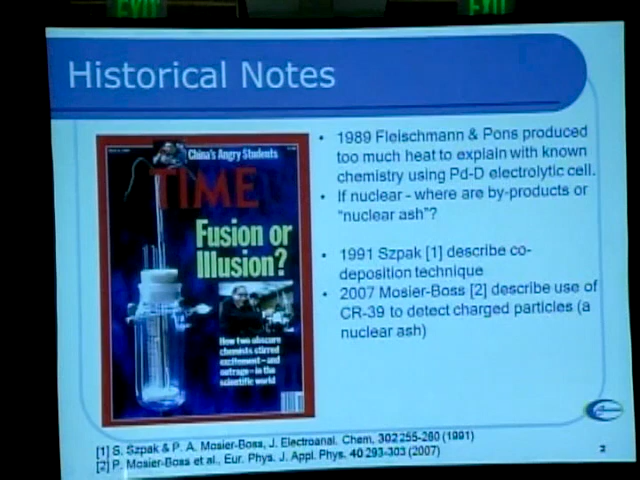 EXIT
EXIT
Historical Notes
China's Angry Students
TIME
Fusion or
Illusion?
How two obscure
chemists stirred
excitement—and
outrage—in the
scientific world
• 1989 Fleischmann & Pons produced
too much heat to explain with known
chemistry using Pd-D electrolytic cell.
• If nuclear - where are by-products or
"nuclear ash"?
• 1991 Szpak [1] describe co-
deposition technique
• 2007 Mosier-Boss [2] describe use of
CR-39 to detect charged particles (a
nuclear ash)
[1] S. Szpak & P. A. Mosier-Boss, J. Electroanal. Chem, 302 255-260 (1991)
[2] P. Mosier-Boss et al., Eur. Phys. J. Appl. Phys. 40 293-303 (2007)
2